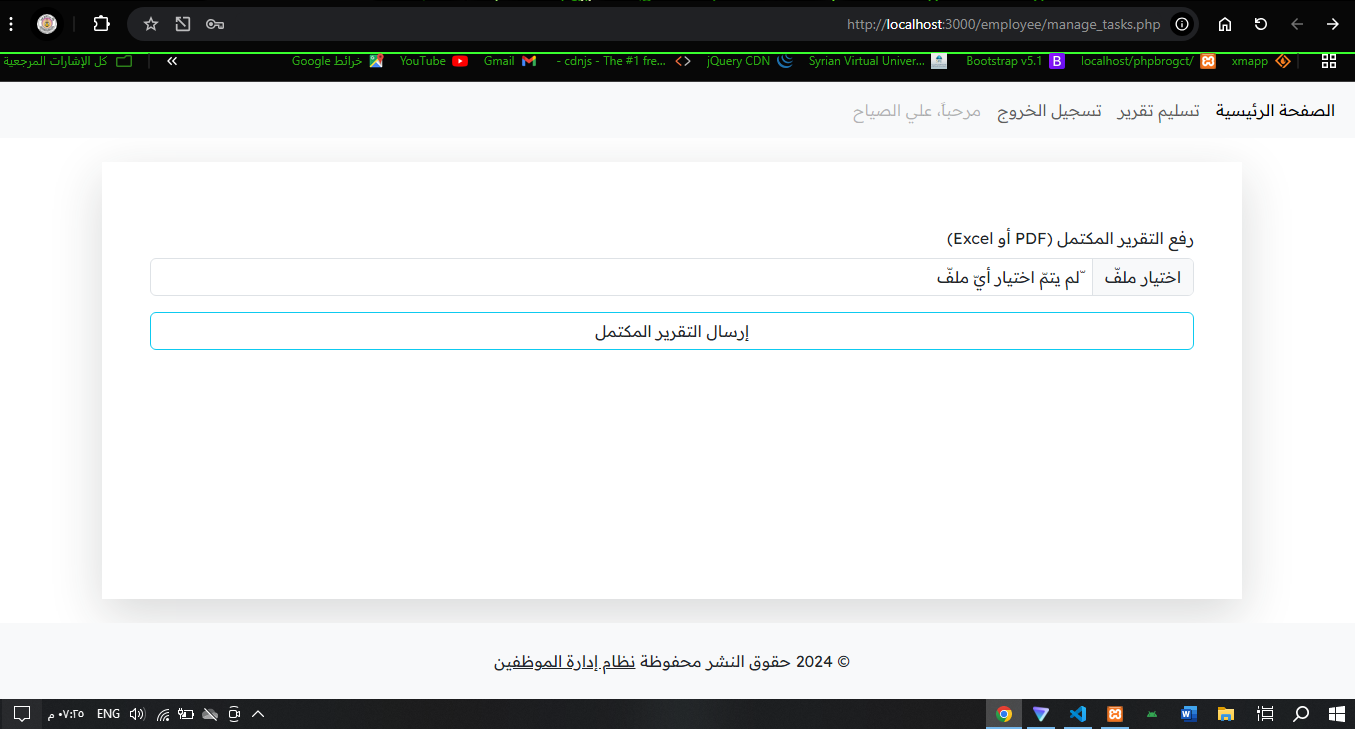 http://localhost:3000/employee/manage_tasks.php
xmapp
localhost/phpbrogct/
Bootstrap v5.1
Syrian Virtual Univer...
jQuery CDN
- cdnjs - The #1 fre...
Gmail
YouTube
خرائط Google
»
كل الإشارات المرجعية
الصفحة الرئيسية
تسليم تقرير
تسجيل الخروج
مرحباً، علي الصياح
رفع التقرير المكتمل (PDF أو Excel)
اختيار ملفّ
لم يتمّ اختيار أيّ ملفّ
إرسال التقرير المكتمل
© 2024 حقوق النشر محفوظة نظام إدارة الموظفين
ENG
٠٧:٢٥ م